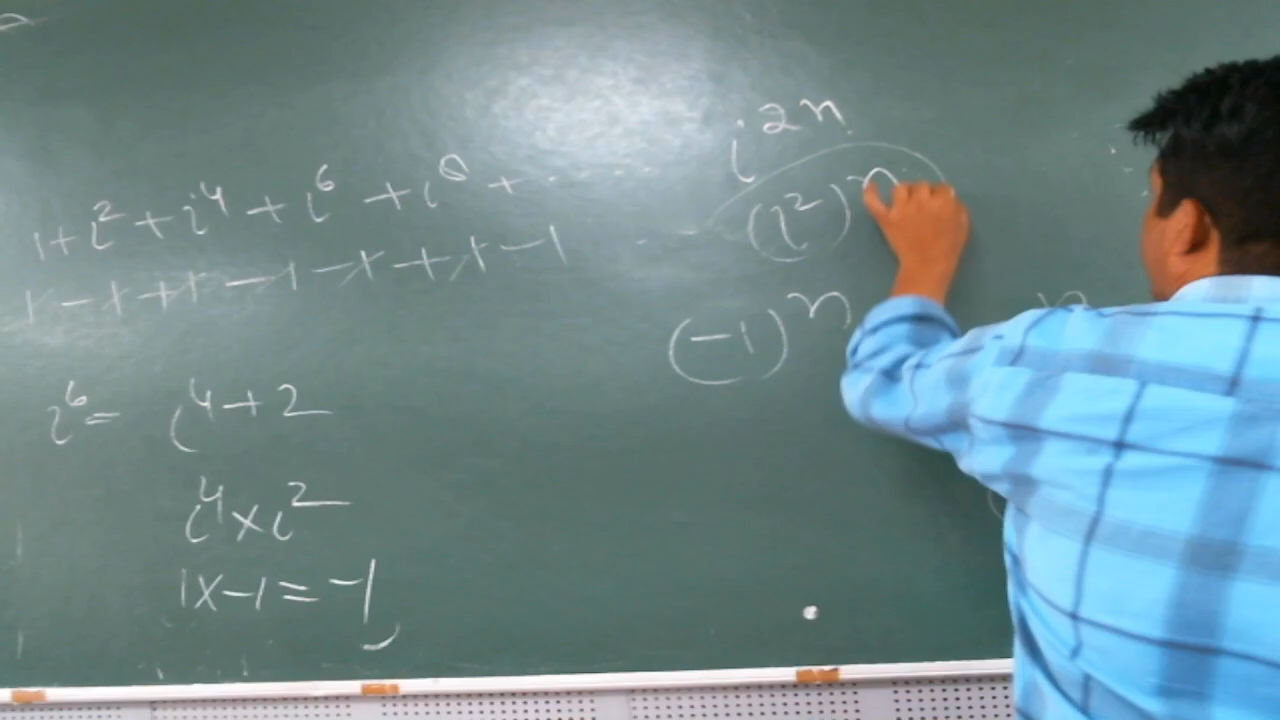 1+i²+i⁴+i⁶+i⁸+.......
1-1+1-1-1+1-1 ...
i⁶= i⁴⁺²
i⁴×i²
1×-1=-1
i²ⁿ
(i²)ⁿ
(-1)ⁿ
n